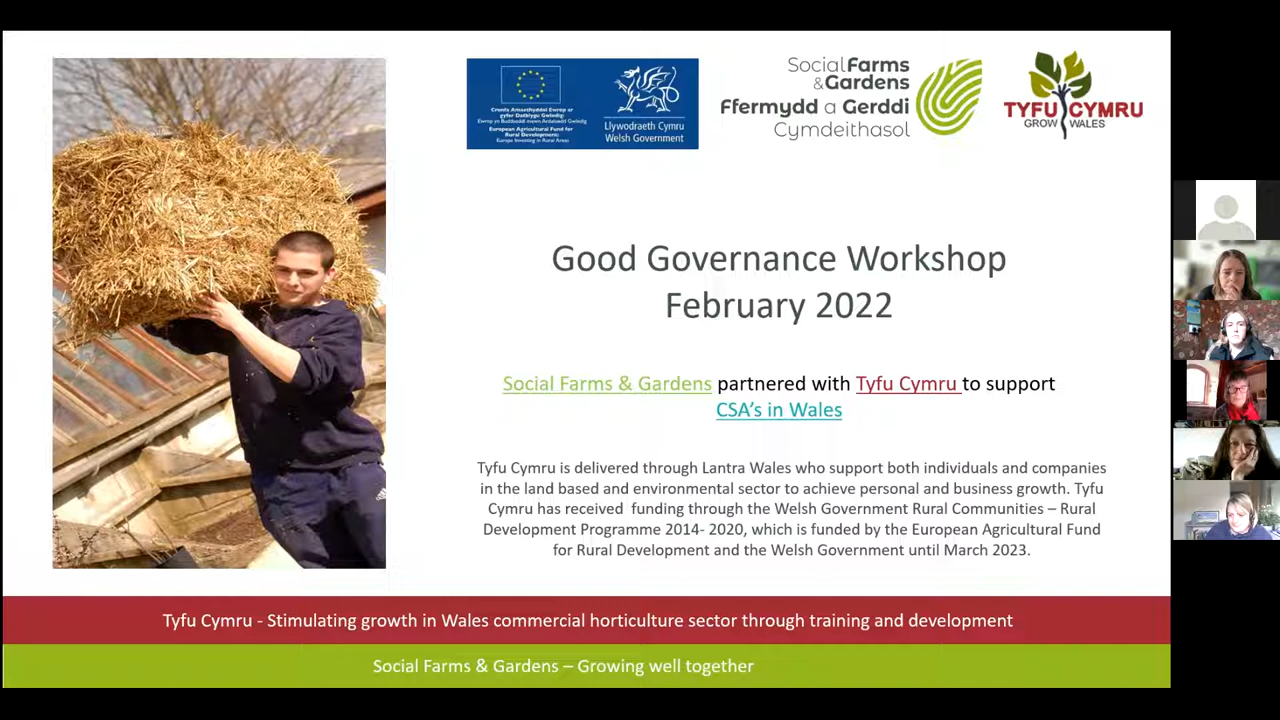 Cronfa Amaethyddol Ewrop ar
gyfer Datblygu Gwledig:
Ewrop yn Buddsoddi mewn Ardaloedd Gwledig
European Agricultural Fund for
Rural Development:
Europe Investing in Rural Areas
Llywodraeth Cymru
Welsh Government
SocialFarms
&Gardens
Ffermydd a Gerddi
Cymdeithasol
TYFU CYMRU
GROW WALES
Good Governance Workshop
February 2022
Social Farms & Gardens partnered with Tyfu Cymru to support
CSA’s in Wales
Tyfu Cymru is delivered through Lantra Wales who support both individuals and companies
in the land based and environmental sector to achieve personal and business growth. Tyfu
Cymru has received funding through the Welsh Government Rural Communities – Rural
Development Programme 2014- 2020, which is funded by the European Agricultural Fund
for Rural Development and the Welsh Government until March 2023.
Tyfu Cymru - Stimulating growth in Wales commercial horticulture sector through training and development
Social Farms & Gardens – Growing well together